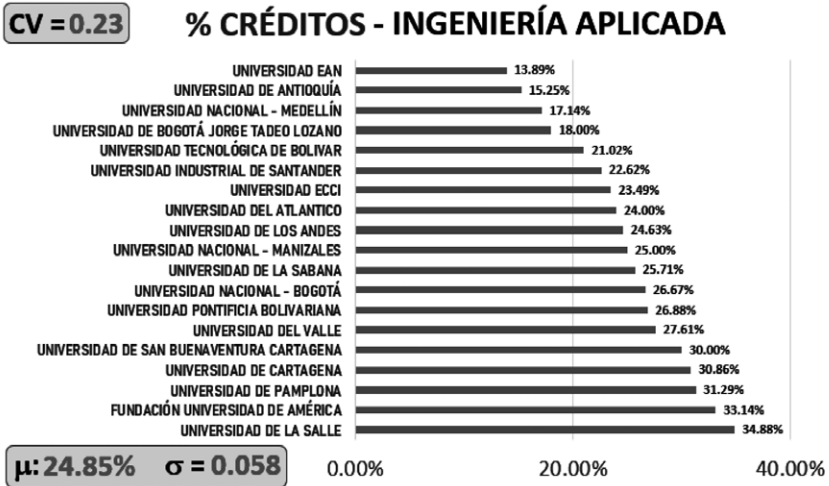 CV = 0.23
% CRÉDITOS - INGENIERÍA APLICADA
UNIVERSIDAD EAN 13.89%
UNIVERSIDAD DE ANTIOQUÍA 15.25%
UNIVERSIDAD NACIONAL - MEDELLÍN 17.14%
UNIVERSIDAD DE BOGOTÁ JORGE TADEO LOZANO 18.00%
UNIVERSIDAD TECNOLÓGICA DE BOLIVAR 21.02%
UNIVERSIDAD INDUSTRIAL DE SANTANDER 22.62%
UNIVERSIDAD ECCI 23.49%
UNIVERSIDAD DEL ATLANTICO 24.00%
UNIVERSIDAD DE LOS ANDES 24.63%
UNIVERSIDAD NACIONAL - MANIZALES 25.00%
UNIVERSIDAD DE LA SABANA 25.71%
UNIVERSIDAD NACIONAL - BOGOTÁ 26.67%
UNIVERSIDAD PONTIFICIA BOLIVARIANA 26.88%
UNIVERSIDAD DEL VALLE 27.61%
UNIVERSIDAD DE SAN BUENAVENTURA CARTAGENA 30.00%
UNIVERSIDAD DE CARTAGENA 30.86%
UNIVERSIDAD DE PAMPLONA 31.29%
FUNDACIÓN UNIVERSIDAD DE AMÉRICA 33.14%
UNIVERSIDAD DE LA SALLE 34.88%
μ: 24.85% σ = 0.058
0.00% 20.00% 40.00%